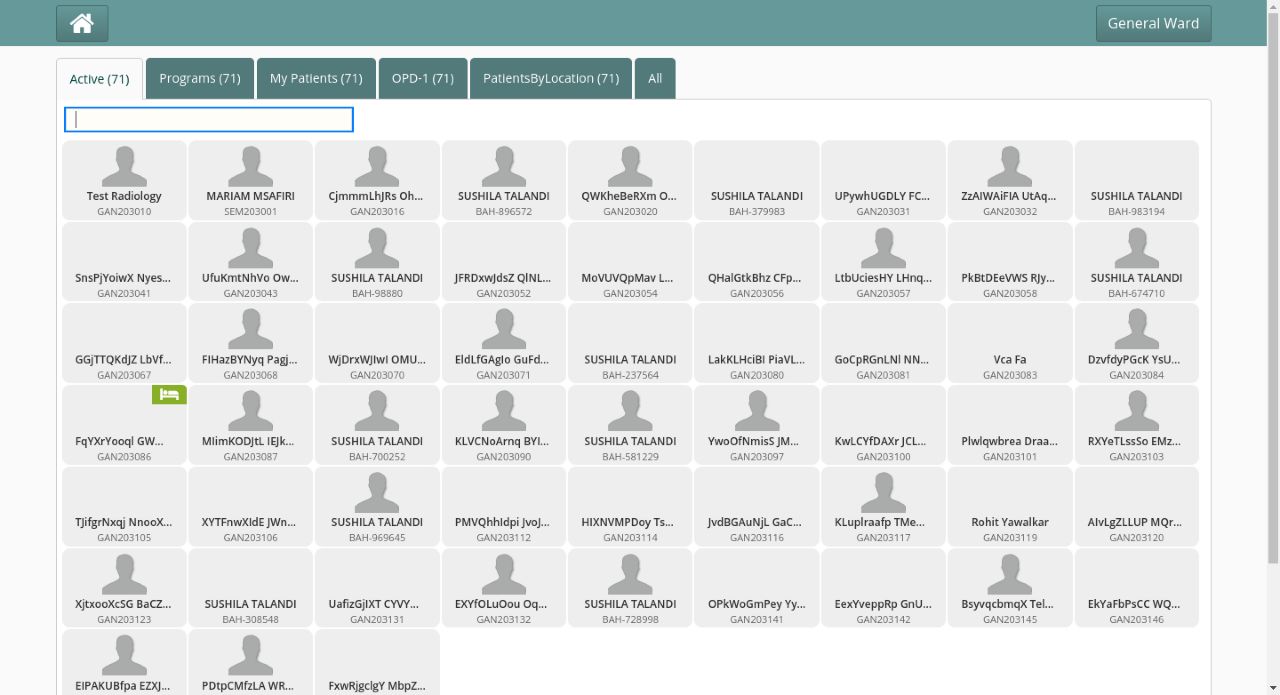 General Ward
Active (71)
Programs (71)
My Patients (71)
OPD-1 (71)
PatientsByLocation (71)
All
Test Radiology
GAN203010
MARIAM MSAFIRI
SEM203001
CjmmmLhJRs Oh...
GAN203016
SUSHILA TALANDI
BAH-896572
QWKheBeRXm O...
GAN203020
SUSHILA TALANDI
BAH-379983
UPywhUGDLY FC...
GAN203031
ZzAIWAiFIA UtAq...
GAN203032
SUSHILA TALANDI
BAH-983194
SnsPjYoiwX Nyes...
GAN203041
UfuKmtNhVo Ow...
GAN203043
SUSHILA TALANDI
BAH-98880
JFRDxwJdsZ QlNL...
GAN203052
MoVUVQpMav L...
GAN203054
QHalGtkBhz CFp...
GAN203056
LtbUciesHY LHnq...
GAN203057
PkBtDEeVWS RJy...
GAN203058
SUSHILA TALANDI
BAH-674710
GGjTTQKdJZ LbVf...
GAN203067
FIHazBYNyq Pagj...
GAN203068
WjDrxWJIwI OMU...
GAN203070
EldLfGAgIo GuFd...
GAN203071
SUSHILA TALANDI
BAH-237564
LakKLHciBI PiaVL...
GAN203080
GoCpRGnLNl NN...
GAN203081
Vca Fa
GAN203083
DzvfdyPGcK YsU...
GAN203084
FqYXrYooql GW...
GAN203086
MIimKODJtL IEJk...
GAN203087
SUSHILA TALANDI
BAH-700252
KLVCNoArnq BYI...
GAN203090
SUSHILA TALANDI
BAH-581229
YwoOfNmisS JM...
GAN203097
KwLCYfDAXr JCL...
GAN203100
Plwlqwbrea Draa...
GAN203101
RXYeTLssSo EMz...
GAN203103
TJifgrNxqj NnooX...
GAN203105
XYTFnwXIdE JWn...
GAN203106
SUSHILA TALANDI
BAH-969645
PMVQhhIdpi JvoJ...
GAN203112
HIXNVMPDoy Ts...
GAN203114
JvdBGAuNjL GaC...
GAN203116
KLuplraafp TMe...
GAN203117
Rohit Yawalkar
GAN203119
AIvLgZLLUP MQr...
GAN203120
XjtxooXcSG BaCZ...
GAN203123
SUSHILA TALANDI
BAH-308548
UafizGjIXT CYVY...
GAN203131
EXYfOLuOou Oq...
GAN203132
SUSHILA TALANDI
BAH-728998
OPkWoGmPey Yy...
GAN203141
EexYveppRp GnU...
GAN203142
BsyvqcbmqX Tel...
GAN203145
EkYaFbPsCC WQ...
GAN203146
EIPAKUBfpa EZXJ...
PDtpCMfzLA WR...
FxwRjgclgY MbpZ...